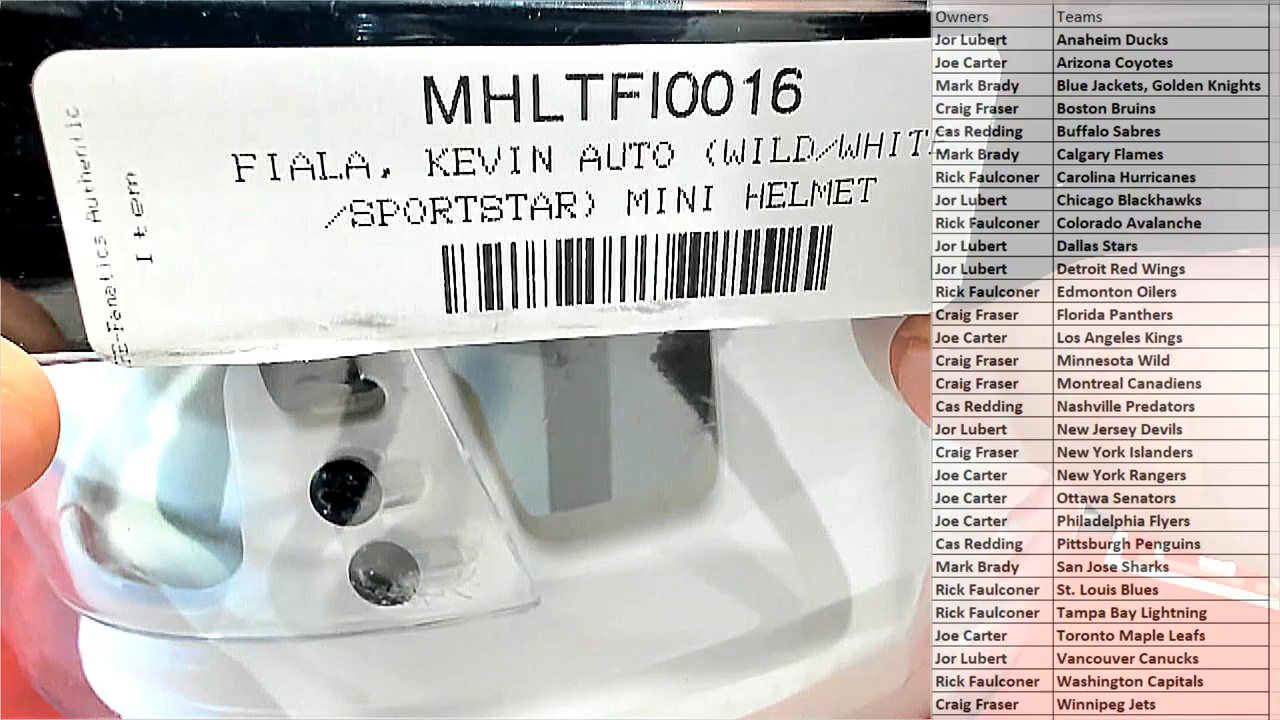 MHLTFI0016
FIALA, KEVIN AUTO (WILD/WHIT
/SPORTSTAR) MINI HELMET
Fanatics Authentic
Item
Owners Teams
Jor Lubert Anaheim Ducks
Joe Carter Arizona Coyotes
Mark Brady Blue Jackets, Golden Knights
Craig Fraser Boston Bruins
Cas Redding Buffalo Sabres
Mark Brady Calgary Flames
Rick Faulconer Carolina Hurricanes
Jor Lubert Chicago Blackhawks
Rick Faulconer Colorado Avalanche
Jor Lubert Dallas Stars
Jor Lubert Detroit Red Wings
Rick Faulconer Edmonton Oilers
Craig Fraser Florida Panthers
Joe Carter Los Angeles Kings
Craig Fraser Minnesota Wild
Craig Fraser Montreal Canadiens
Cas Redding Nashville Predators
Jor Lubert New Jersey Devils
Craig Fraser New York Islanders
Joe Carter New York Rangers
Joe Carter Ottawa Senators
Joe Carter Philadelphia Flyers
Cas Redding Pittsburgh Penguins
Mark Brady San Jose Sharks
Rick Faulconer St. Louis Blues
Rick Faulconer Tampa Bay Lightning
Joe Carter Toronto Maple Leafs
Jor Lubert Vancouver Canucks
Rick Faulconer Washington Capitals
Craig Fraser Winnipeg Jets